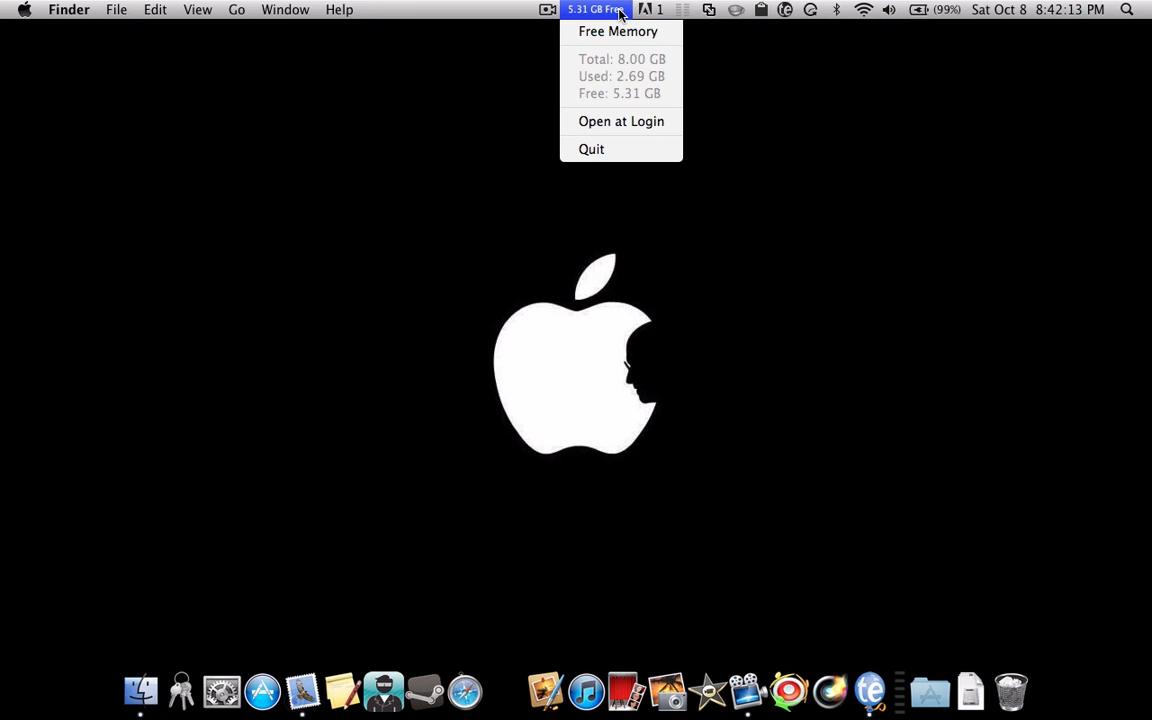 Finder File Edit View Go Window Help 5.31 GB Free 1 (99%) Sat Oct 8 8:42:13 PM
Free Memory
Total: 8.00 GB
Used: 2.69 GB
Free: 5.31 GB
Open at Login
Quit
te